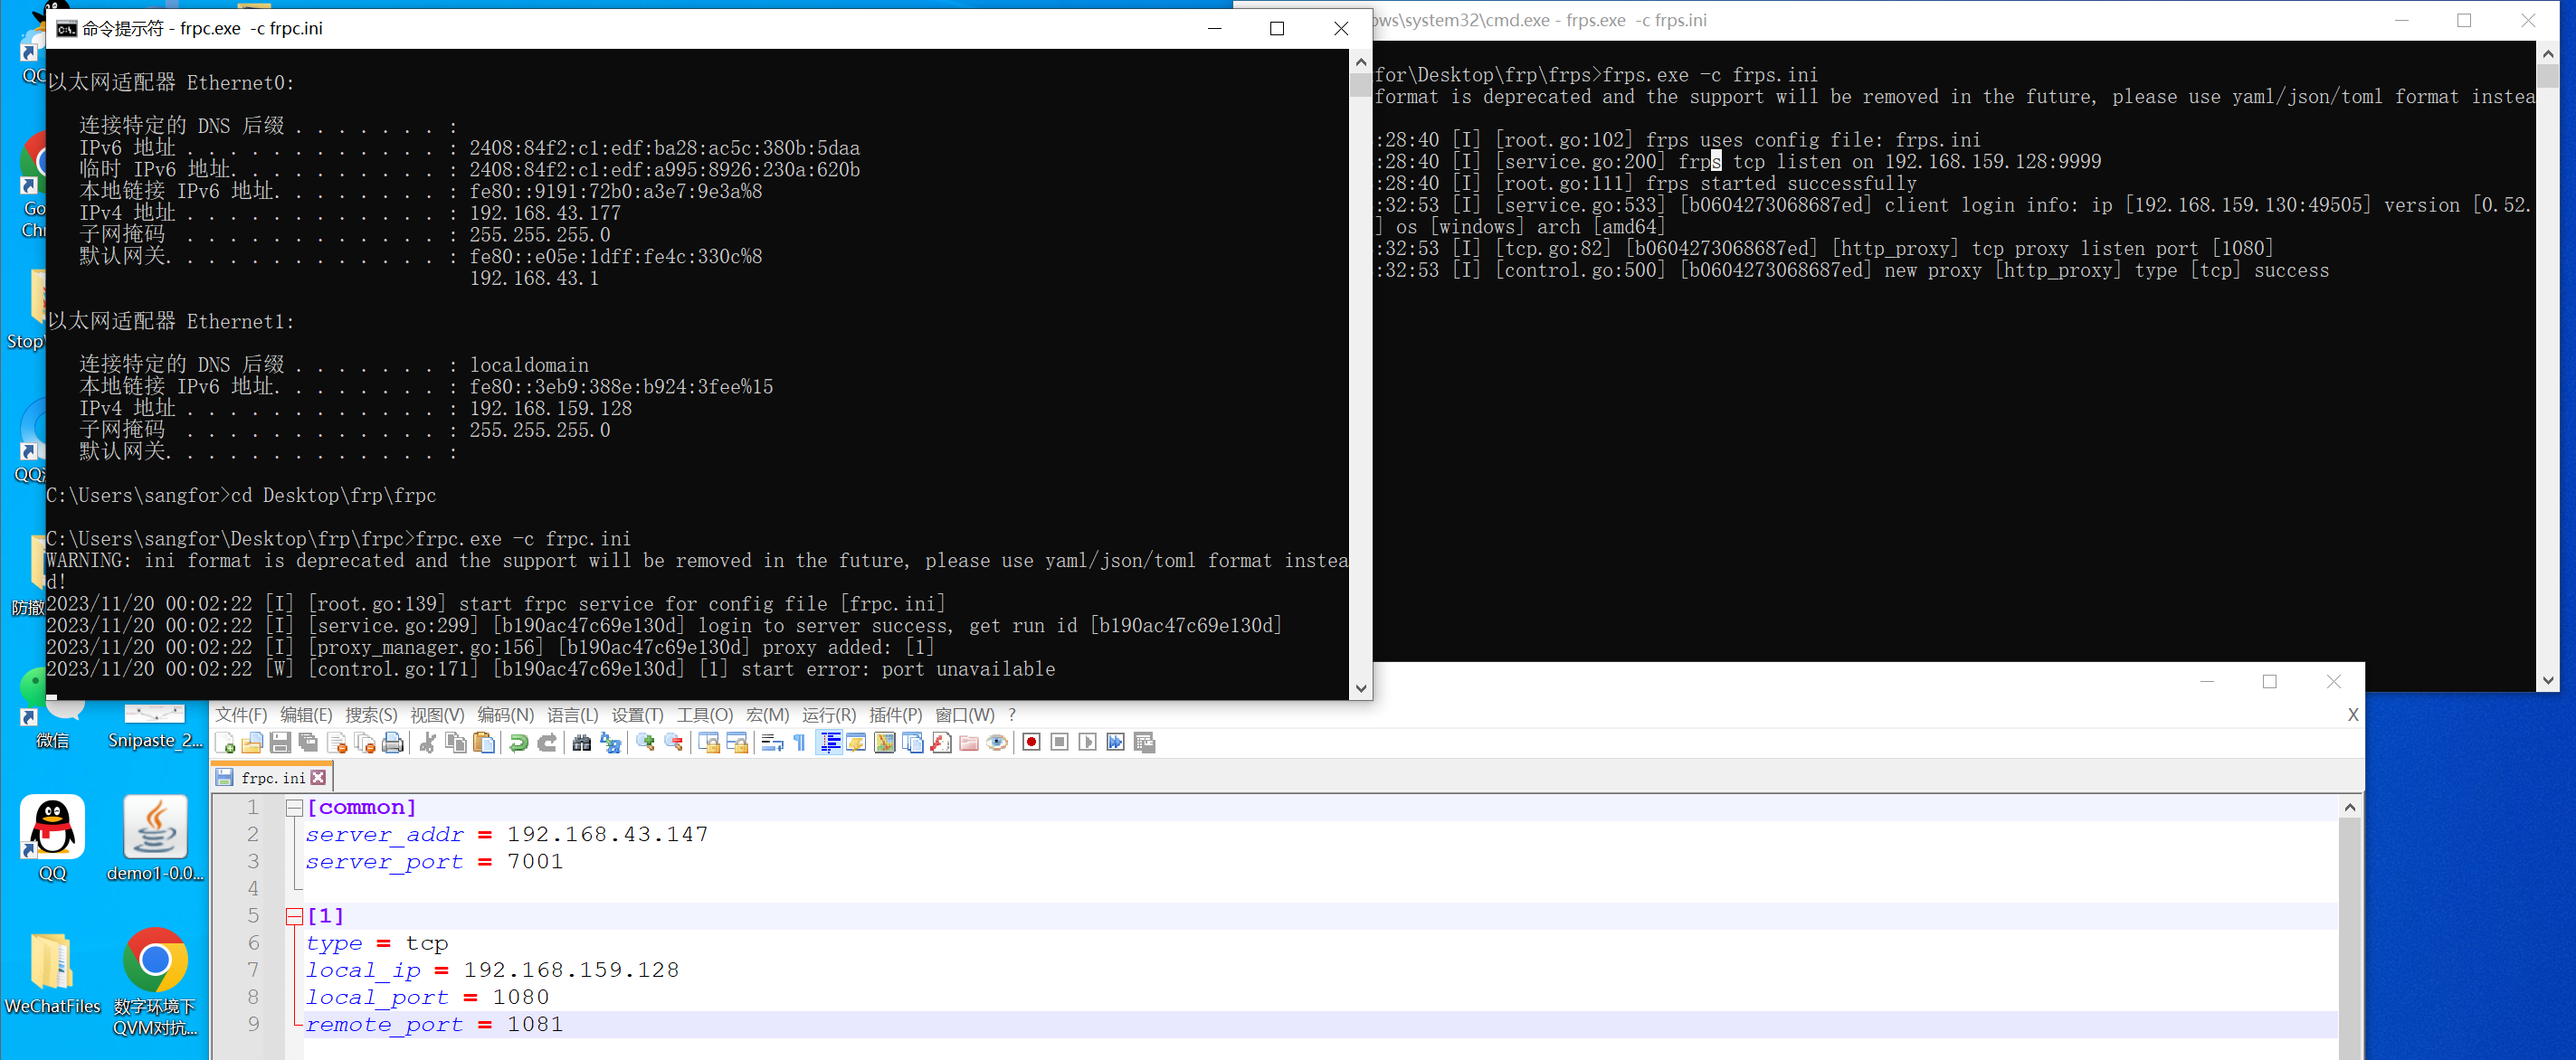 命令提示符 - frpc.exe  -c frpc.ini
以太网适配器 Ethernet0:
连接特定的 DNS 后缀 . . . . . . . :
IPv6 地址 . . . . . . . . . . . . : 2408:84f2:c1:edf:ba28:ac5c:380b:5daa
临时 IPv6 地址. . . . . . . . . . : 2408:84f2:c1:edf:a995:8926:230a:620b
本地链接 IPv6 地址. . . . . . . . : fe80::9191:72b0:a3e7:9e3a%8
IPv4 地址 . . . . . . . . . . . . : 192.168.43.177
子网掩码  . . . . . . . . . . . . : 255.255.255.0
默认网关. . . . . . . . . . . . . : fe80::e05e:1dff:fe4c:330c%8
192.168.43.1
以太网适配器 Ethernet1:
连接特定的 DNS 后缀 . . . . . . . : localdomain
本地链接 IPv6 地址. . . . . . . . : fe80::3eb9:388e:b924:3fee%15
IPv4 地址 . . . . . . . . . . . . : 192.168.159.128
子网掩码  . . . . . . . . . . . . : 255.255.255.0
默认网关. . . . . . . . . . . . . :
C:\Users\sangfor>cd Desktop\frp\frpc
C:\Users\sangfor\Desktop\frp\frpc>frpc.exe -c frpc.ini
WARNING: ini format is deprecated and the support will be removed in the future, please use yaml/json/toml format instea
d!
2023/11/20 00:02:22 [I] [root.go:139] start frpc service for config file [frpc.ini]
2023/11/20 00:02:22 [I] [service.go:299] [b190ac47c69e130d] login to server success, get run id [b190ac47c69e130d]
2023/11/20 00:02:22 [I] [proxy_manager.go:156] [b190ac47c69e130d] proxy added: [1]
2023/11/20 00:02:22 [W] [control.go:171] [b190ac47c69e130d] [1] start error: port unavailable
ows\system32\cmd.exe - frps.exe  -c frps.ini
for\Desktop\frp\frps>frps.exe -c frps.ini
format is deprecated and the support will be removed in the future, please use yaml/json/toml format instea
:28:40 [I] [root.go:102] frps uses config file: frps.ini
:28:40 [I] [service.go:200] frps tcp listen on 192.168.159.128:9999
:28:40 [I] [root.go:111] frps started successfully
:32:53 [I] [service.go:533] [b0604273068687ed] client login info: ip [192.168.159.130:49505] version [0.52.
] os [windows] arch [amd64]
:32:53 [I] [tcp.go:82] [b0604273068687ed] [http_proxy] tcp proxy listen port [1080]
:32:53 [I] [control.go:500] [b0604273068687ed] new proxy [http_proxy] type [tcp] success
文件(F) 编辑(E) 搜索(S) 视图(V) 编码(N) 语言(L) 设置(T) 工具(O) 宏(M) 运行(R) 插件(P) 窗口(W) ? X
frpc.ini
1 [common]
2 server_addr = 192.168.43.147
3 server_port = 7001
4
5 [1]
6 type = tcp
7 local_ip = 192.168.159.128
8 local_port = 1080
9 remote_port = 1081
QQ
Go
Chr
Stop
QQ
防撤
微信
Snipaste_2...
QQ
demo1-0.0...
WeChatFiles
数字环境下
QVM对抗...